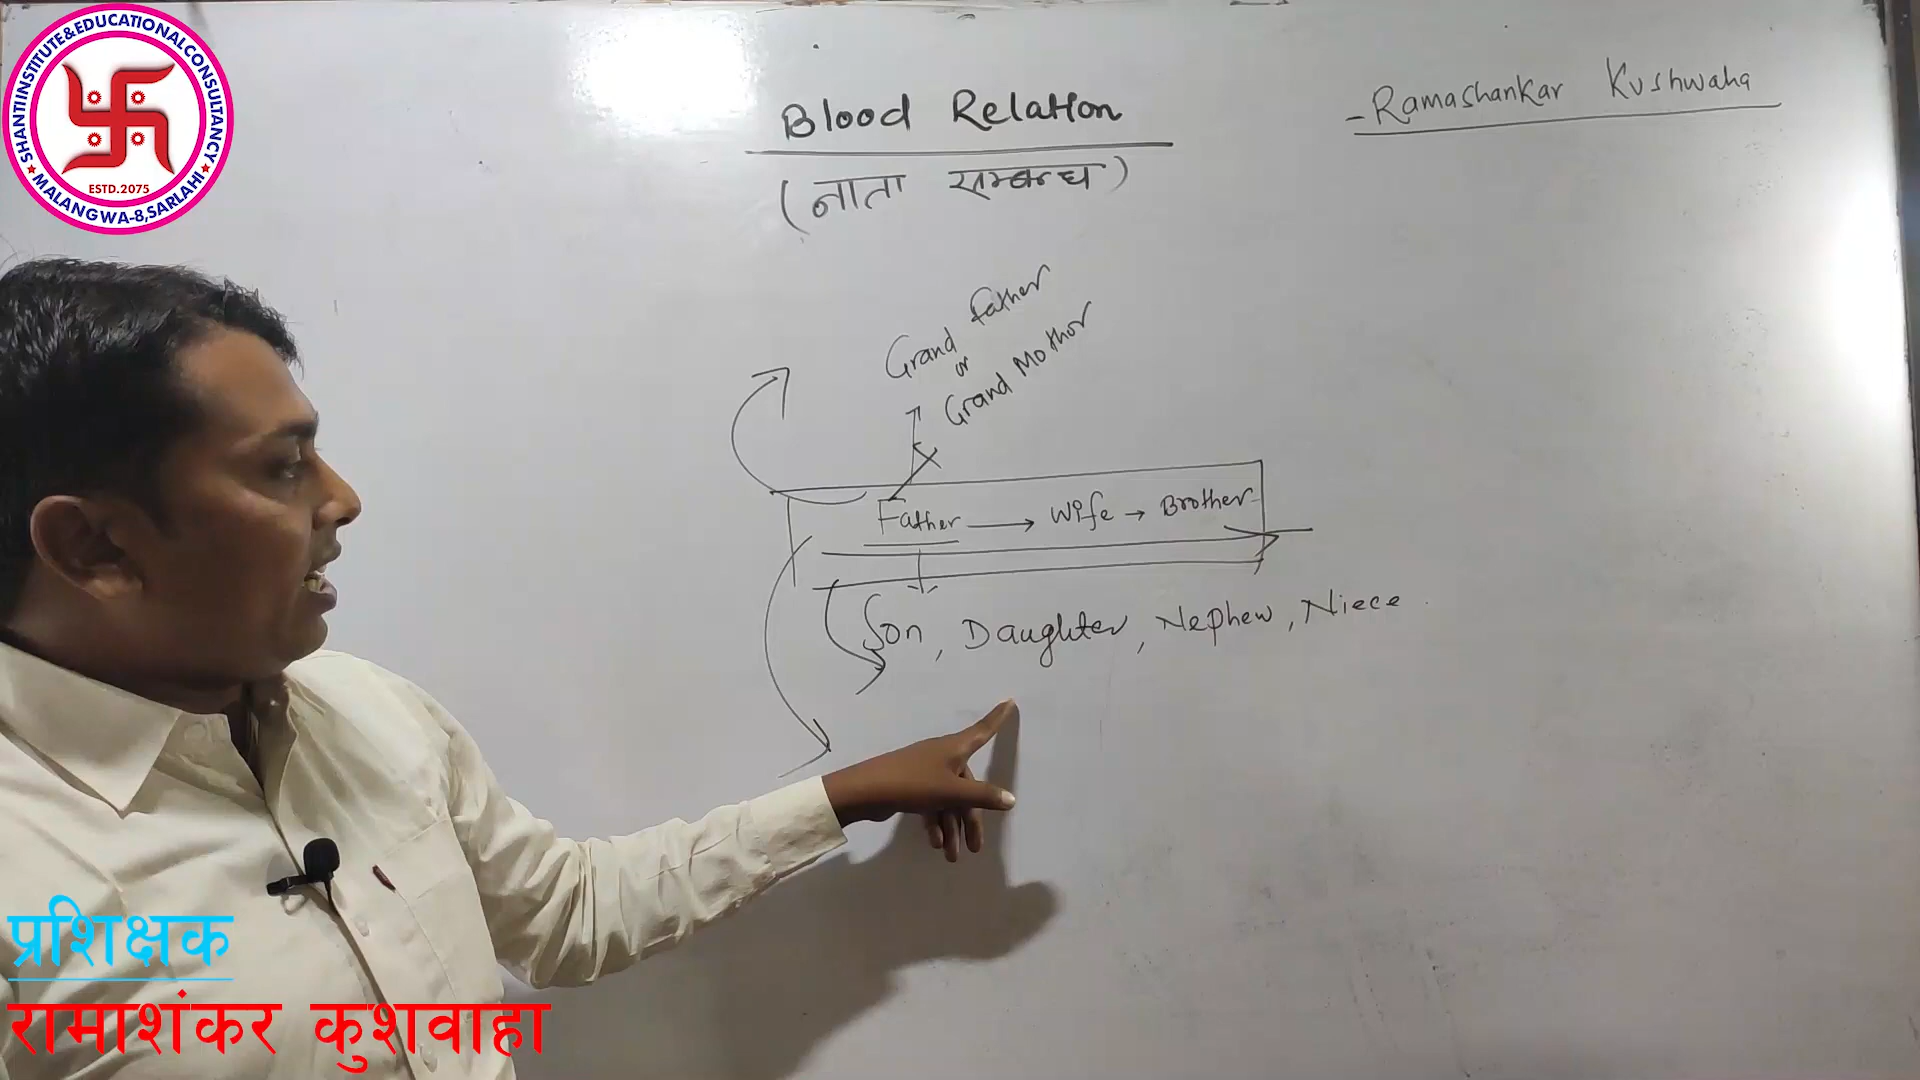 SHANTI INSTITUTE & EDUCATIONAL CONSULTANCY
ESTD.2075
MALANGWA-8, SARLAHI
Blood Relation
(नाता सम्बन्ध)
- Ramashankar Kushwaha
Grand Father
or
Grand Mother
Father → Wife → Brother
Son, Daughter, Nephew, Niece
प्रशिक्षक
रामाशंकर कुशवाहा